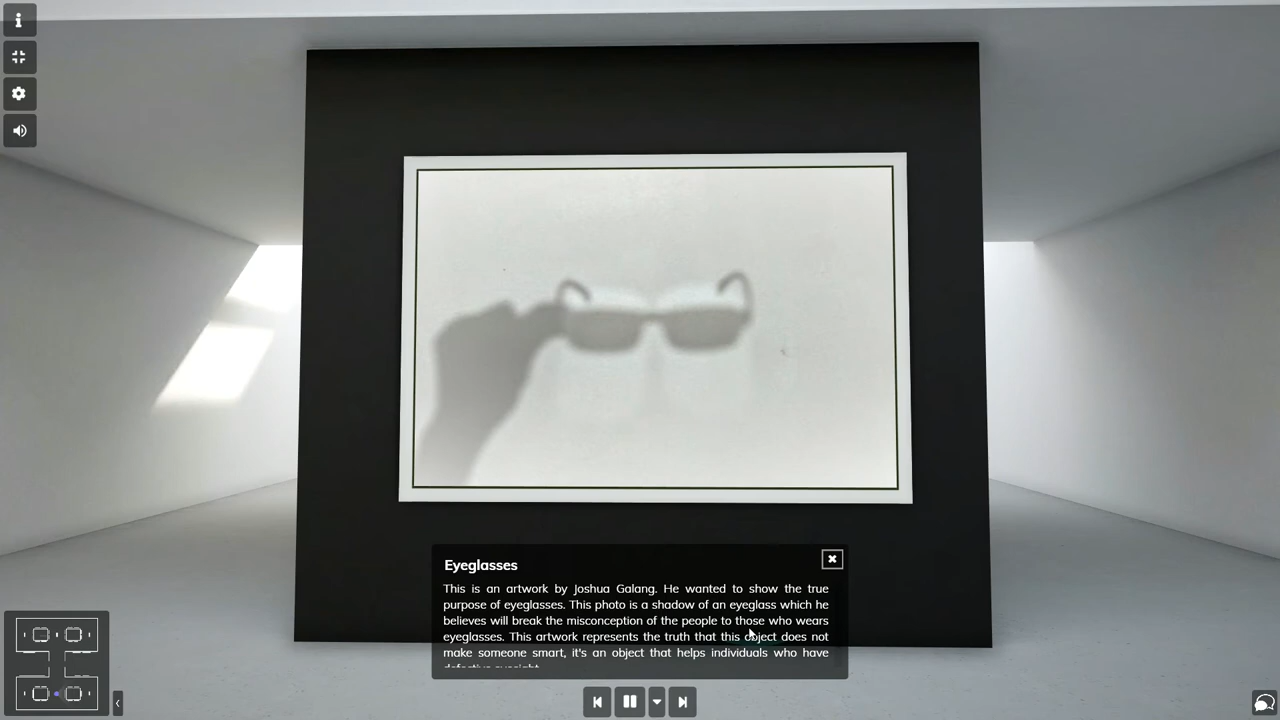 Eyeglasses
This is an artwork by Joshua Galang. He wanted to show the true
purpose of eyeglasses. This photo is a shadow of an eyeglass which he
believes will break the misconception of the people to those who wears
eyeglasses. This artwork represents the truth that this object does not
make someone smart, it's an object that helps individuals who have
defective eyesight.